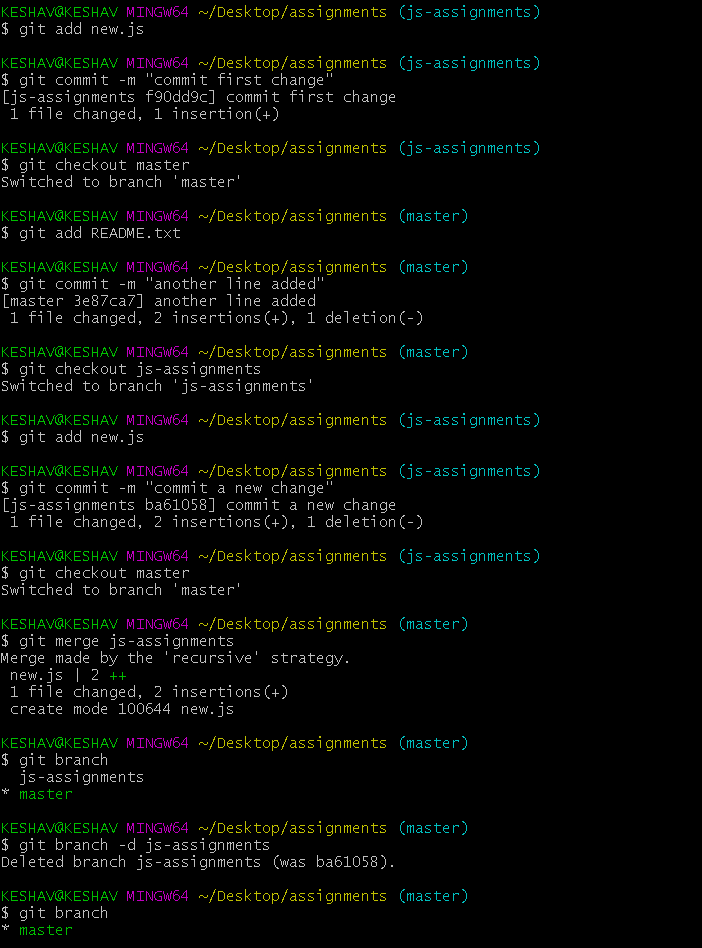 KESHAV@KESHAV MINGW64 ~/Desktop/assignments (js-assignments)
$ git add new.js
KESHAV@KESHAV MINGW64 ~/Desktop/assignments (js-assignments)
$ git commit -m "commit first change"
[js-assignments f90dd9c] commit first change
 1 file changed, 1 insertion(+)
KESHAV@KESHAV MINGW64 ~/Desktop/assignments (js-assignments)
$ git checkout master
Switched to branch 'master'
KESHAV@KESHAV MINGW64 ~/Desktop/assignments (master)
$ git add README.txt
KESHAV@KESHAV MINGW64 ~/Desktop/assignments (master)
$ git commit -m "another line added"
[master 3e87ca7] another line added
 1 file changed, 2 insertions(+), 1 deletion(-)
KESHAV@KESHAV MINGW64 ~/Desktop/assignments (master)
$ git checkout js-assignments
Switched to branch 'js-assignments'
KESHAV@KESHAV MINGW64 ~/Desktop/assignments (js-assignments)
$ git add new.js
KESHAV@KESHAV MINGW64 ~/Desktop/assignments (js-assignments)
$ git commit -m "commit a new change"
[js-assignments ba61058] commit a new change
 1 file changed, 2 insertions(+), 1 deletion(-)
KESHAV@KESHAV MINGW64 ~/Desktop/assignments (js-assignments)
$ git checkout master
Switched to branch 'master'
KESHAV@KESHAV MINGW64 ~/Desktop/assignments (master)
$ git merge js-assignments
Merge made by the 'recursive' strategy.
 new.js | 2 ++
 1 file changed, 2 insertions(+)
 create mode 100644 new.js
KESHAV@KESHAV MINGW64 ~/Desktop/assignments (master)
$ git branch
  js-assignments
* master
KESHAV@KESHAV MINGW64 ~/Desktop/assignments (master)
$ git branch -d js-assignments
Deleted branch js-assignments (was ba61058).
KESHAV@KESHAV MINGW64 ~/Desktop/assignments (master)
$ git branch
* master